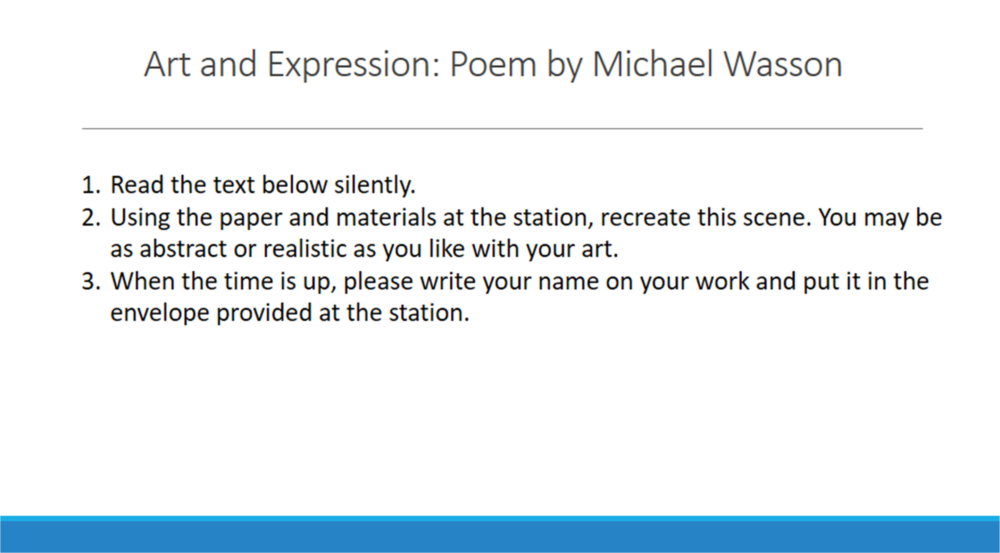 Art and Expression: Poem by Michael Wasson
1. Read the text below silently.
2. Using the paper and materials at the station, recreate this scene. You may be
as abstract or realistic as you like with your art.
3. When the time is up, please write your name on your work and put it in the
envelope provided at the station.